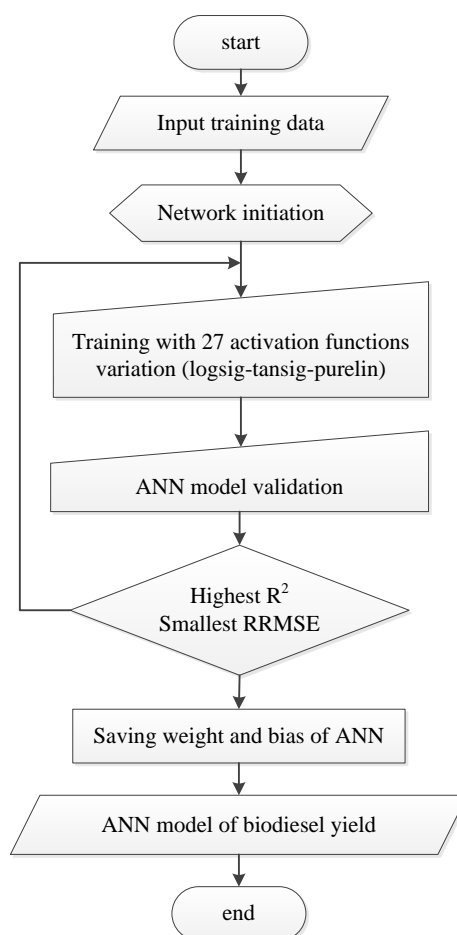 start
Input training data
Network initiation
Training with 27 activation functions
variation (logsig-tansig-purelin)
ANN model validation
Highest R²
Smallest RRMSE
Saving weight and bias of ANN
ANN model of biodiesel yield
end